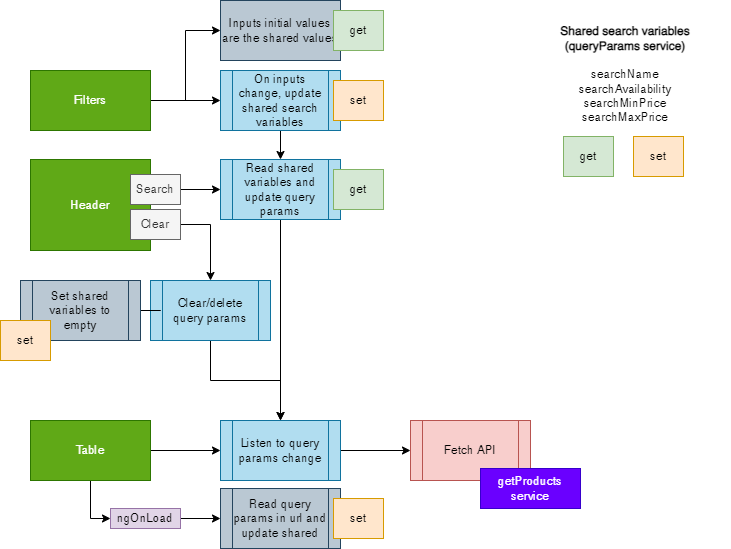 Inputs initial values
are the shared values
get
Shared search variables
(queryParams service)
searchName
searchAvailability
searchMinPrice
searchMaxPrice
get
set
Filters
On inputs
change, update
shared search
variables
set
Header
Search
Clear
Read shared
variables and
update query
params
get
Set shared
variables to
empty
set
Clear/delete
query params
Table
Listen to query
params change
Fetch API
getProducts
service
ngOnLoad
Read query
params in url and
update shared
set